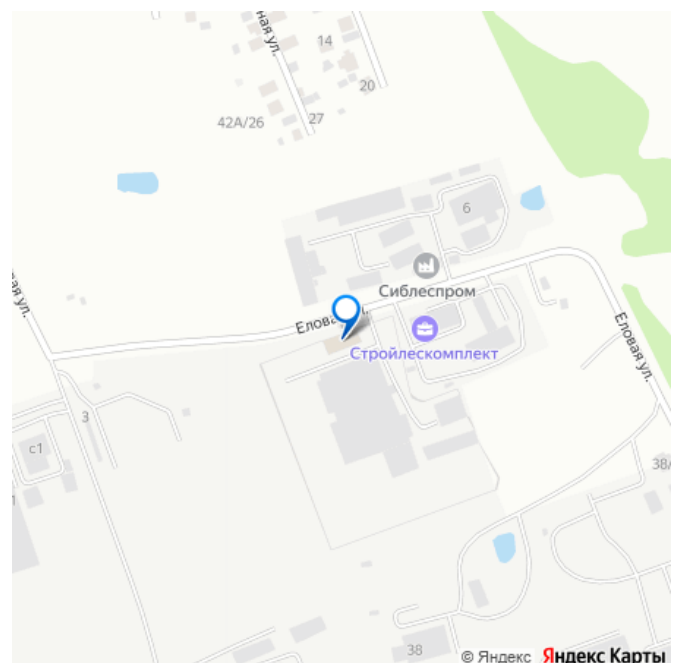 ная ул.
14
20
42А/26
27
6
Сиблеспром
Еловая ул.
Стройлескомплект
Еловая ул.
вая ул.
3
с1
38
38
© Яндекс Яндекс Карты